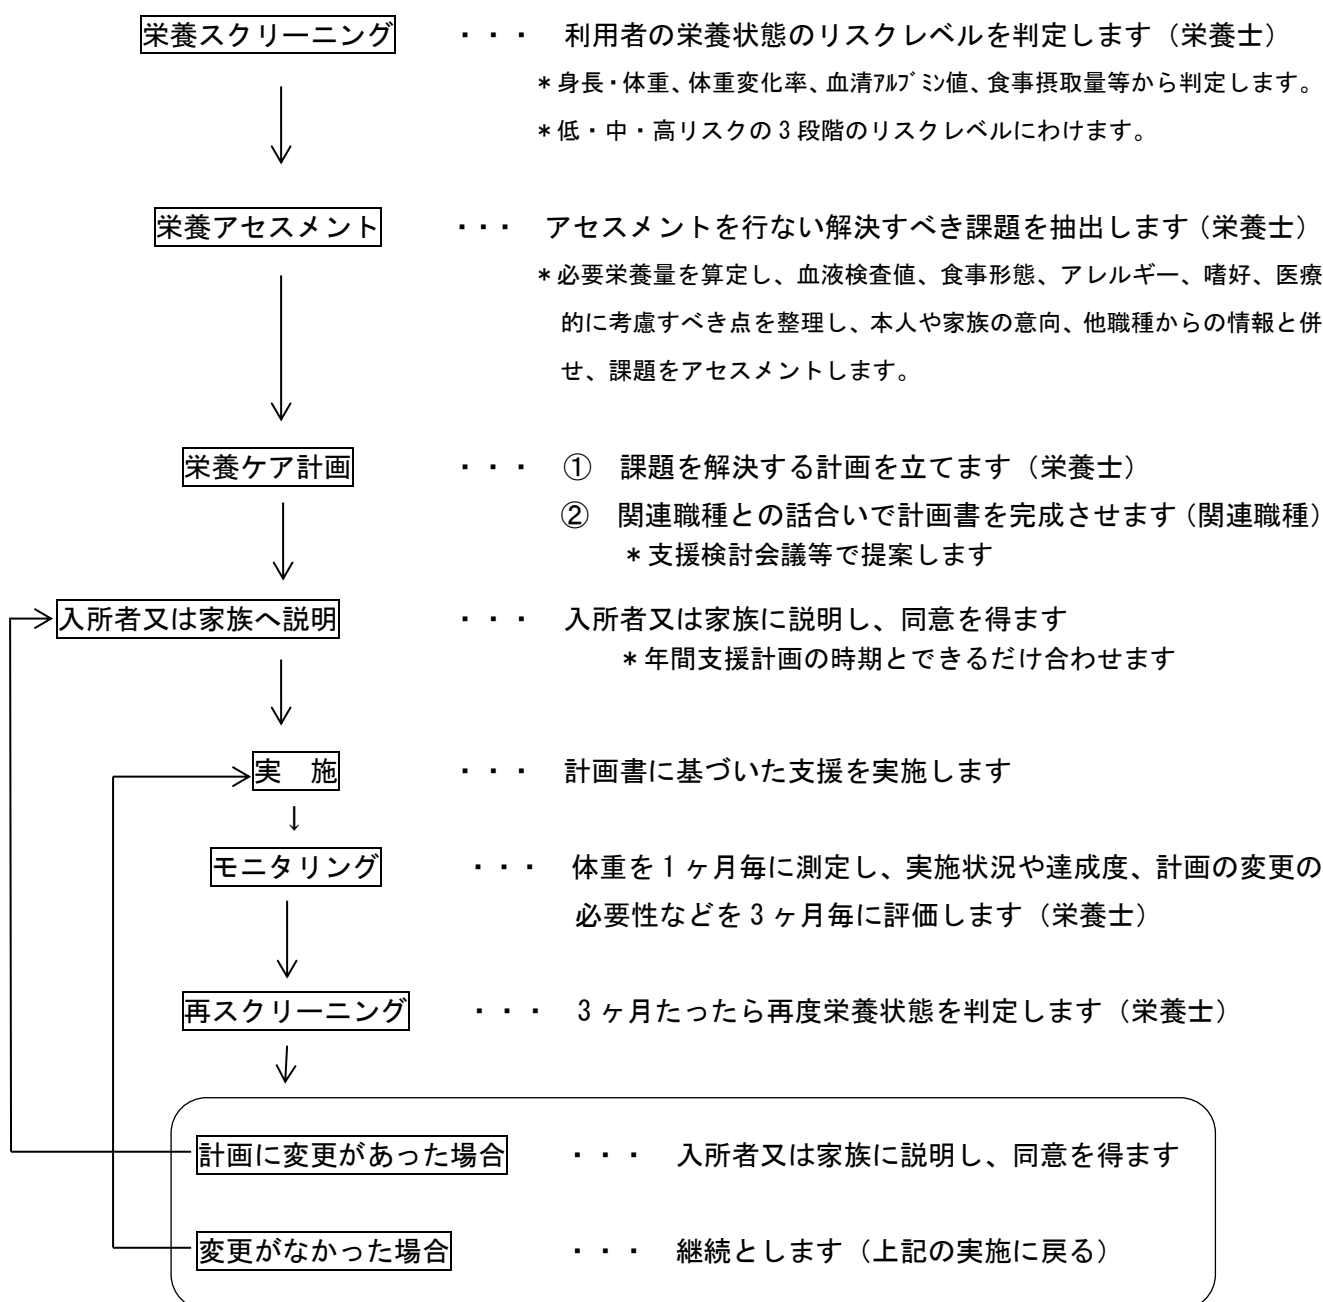 栄養スクリーニング ・・・ 利用者の栄養状態のリスクレベルを判定します（栄養士）
＊身長・体重、体重変化率、血清ｱﾙﾌﾞﾐﾝ値、食事摂取量等から判定します。
＊低・中・高リスクの3段階のリスクレベルにわけます。
栄養アセスメント ・・・ アセスメントを行ない解決すべき課題を抽出します（栄養士）
＊必要栄養量を算定し、血液検査値、食事形態、アレルギー、嗜好、医療
的に考慮すべき点を整理し、本人や家族の意向、他職種からの情報と併
せ、課題をアセスメントします。
栄養ケア計画 ・・・ ① 課題を解決する計画を立てます（栄養士）
② 関連職種との話合いで計画書を完成させます（関連職種）
＊支援検討会議等で提案します
入所者又は家族へ説明 ・・・ 入所者又は家族に説明し、同意を得ます
＊年間支援計画の時期とできるだけ合わせます
実　施 ・・・ 計画書に基づいた支援を実施します
↓
モニタリング ・・・ 体重を1ヶ月毎に測定し、実施状況や達成度、計画の変更の
必要性などを3ヶ月毎に評価します（栄養士）
再スクリーニング ・・・ 3ヶ月たったら再度栄養状態を判定します（栄養士）
計画に変更があった場合 ・・・ 入所者又は家族に説明し、同意を得ます
変更がなかった場合 ・・・ 継続とします（上記の実施に戻る）